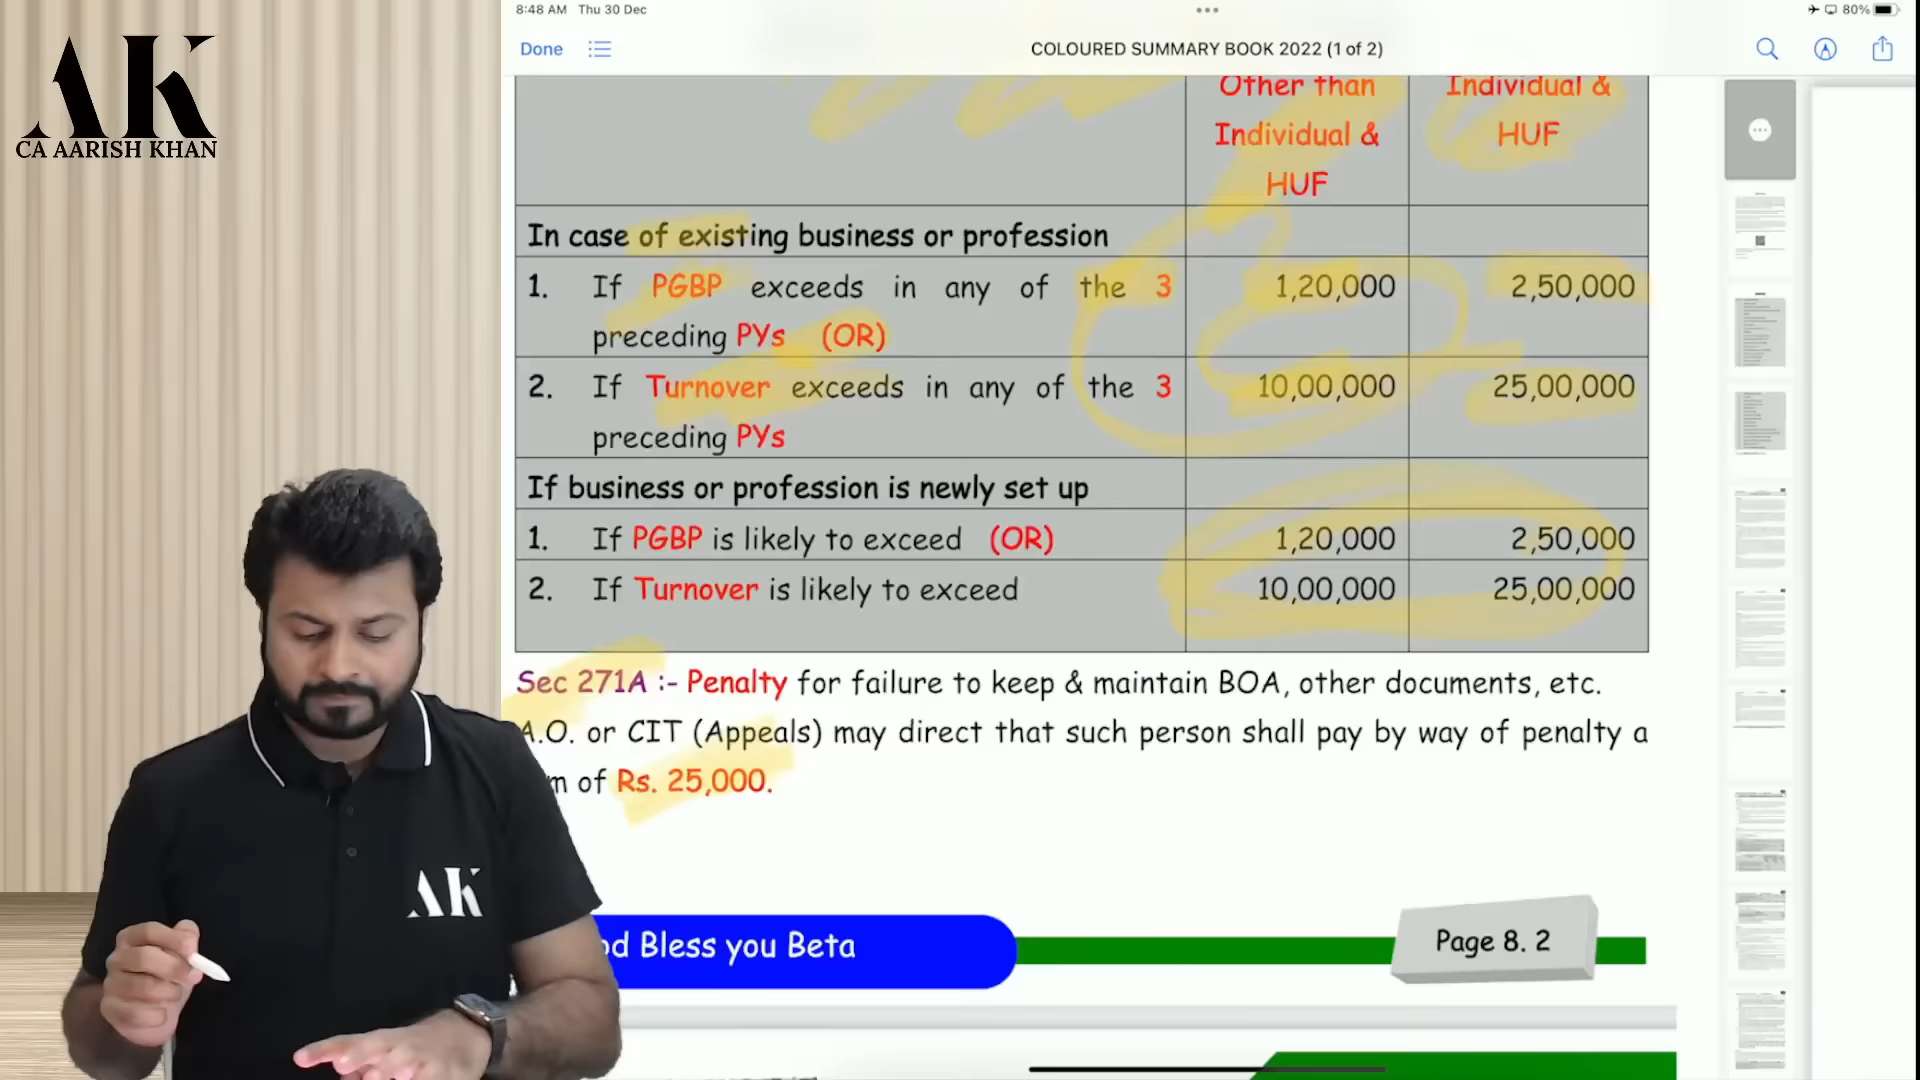 8:48 AM Thu 30 Dec
80%
Done
COLOURED SUMMARY BOOK 2022 (1 of 2)
AK
CA AARISH KHAN
Other than Individual & HUF
Individual & HUF
In case of existing business or profession
1. If PGBP exceeds in any of the 3 1,20,000 2,50,000
preceding PYs (OR)
2. If Turnover exceeds in any of the 3 10,00,000 25,00,000
preceding PYs
If business or profession is newly set up
1. If PGBP is likely to exceed (OR) 1,20,000 2,50,000
2. If Turnover is likely to exceed 10,00,000 25,00,000
Sec 271A :- Penalty for failure to keep & maintain BOA, other documents, etc.
A.O. or CIT (Appeals) may direct that such person shall pay by way of penalty a
of Rs. 25,000.
AK
Bless you Beta
Page 8. 2